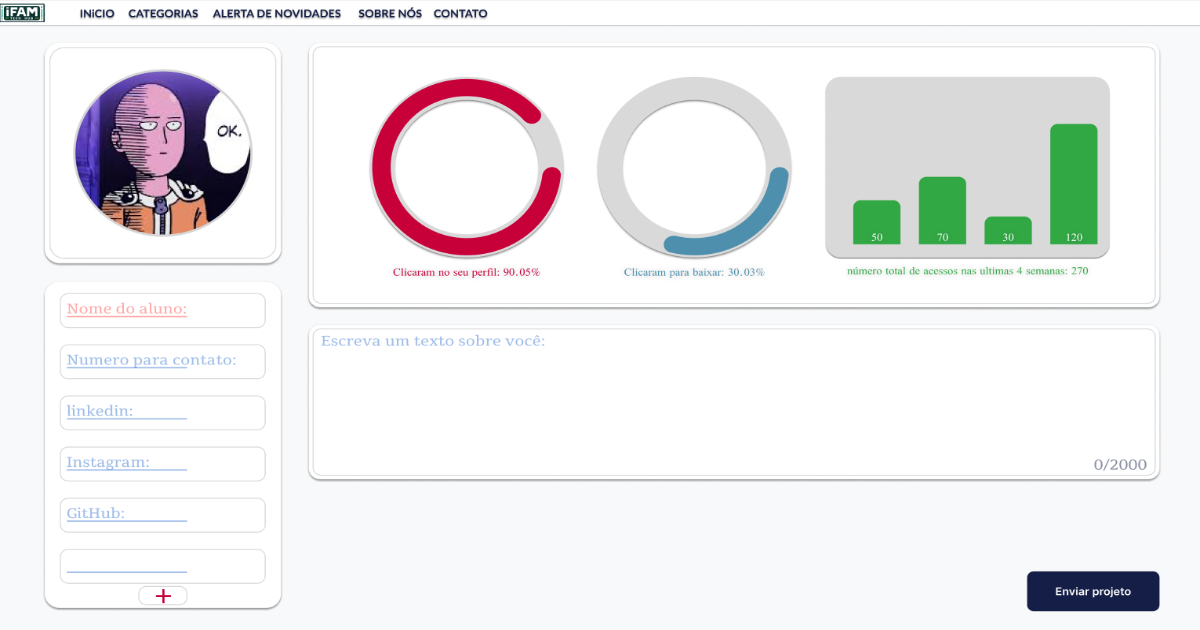 iFAM
INíCIO CATEGORIAS ALERTA DE NOVIDADES SOBRE NÓS CONTATO
OK.
Clicaram no seu perfil: 90.05%
Clicaram para baixar: 30.03%
50 70 30 120
número total de acessos nas ultimas 4 semanas: 270
Nome do aluno:
Numero para contato:
linkedin:
Instagram:
GitHub:
Escreva um texto sobre você:
0/2000
Enviar projeto